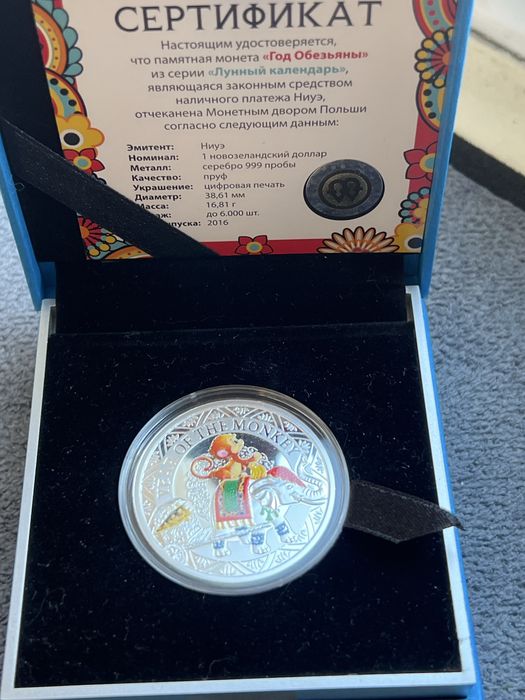 СЕРТИФИКАТ
Настоящим удостоверяется,
что памятная монета «Год Обезьяны»
из серии «Лунный календарь»,
являющаяся законным средством
наличного платежа Ниуэ,
отчеканена Монетным двором Польши
согласно следующим данным:
Эмитент: Ниуэ
Номинал: 1 новозеландский доллар
Металл: серебро 999 пробы
Качество: пруф
Украшение: цифровая печать
Диаметр: 38,61 мм
Масса: 16,81 г
аж: до 6.000 шт.
пуска: 2016
OF THE MONKEY